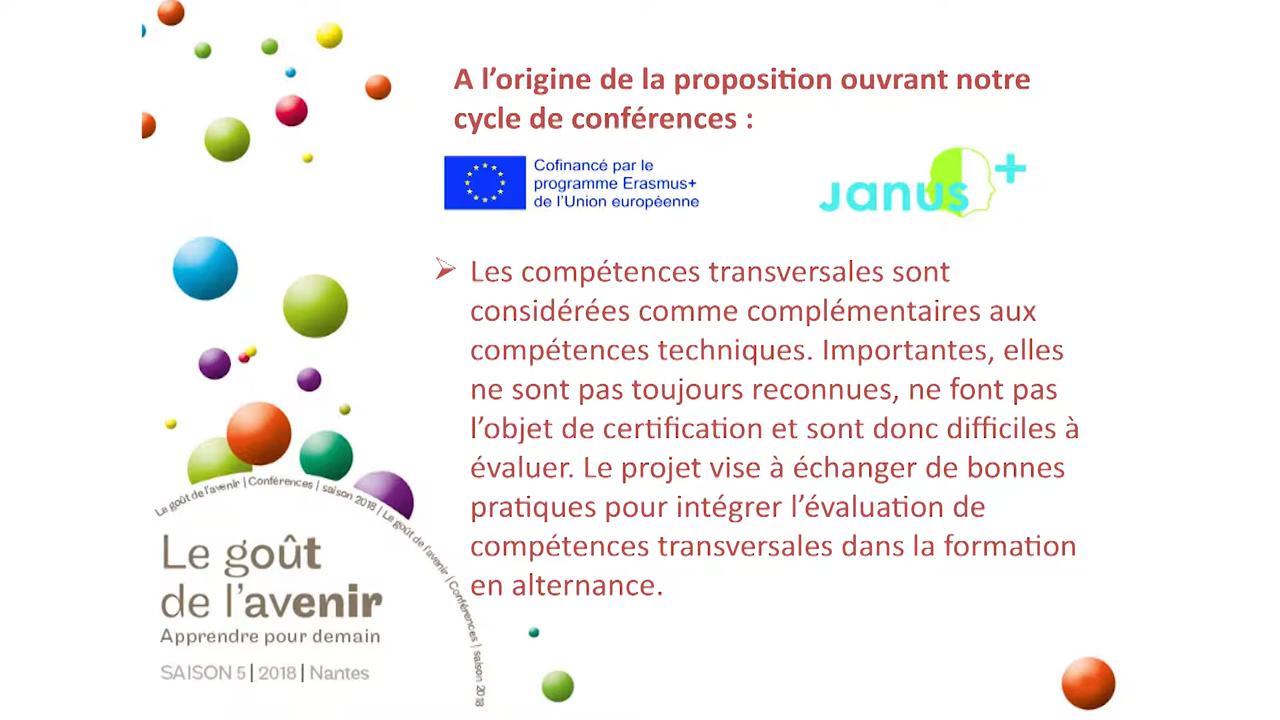 A l’origine de la proposition ouvrant notre
cycle de conférences :
Cofinancé par le
programme Erasmus+
de l’Union européenne
Janus+
➢ Les compétences transversales sont
considérées comme complémentaires aux
compétences techniques. Importantes, elles
ne sont pas toujours reconnues, ne font pas
l’objet de certification et sont donc difficiles à
évaluer. Le projet vise à échanger de bonnes
pratiques pour intégrer l’évaluation de
compétences transversales dans la formation
en alternance.
Le goût de l’avenir | Conférences | saison 2018 | Le goût de l’avenir | Conférences | saison 2018
Le goût
de l’avenir
Apprendre pour demain
SAISON 5 | 2018 | Nantes